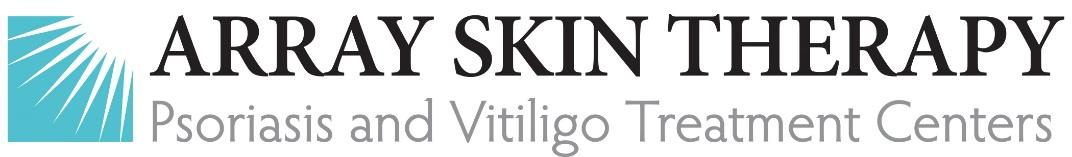 ARRAY SKIN THERAPY
Psoriasis and Vitiligo Treatment Centers